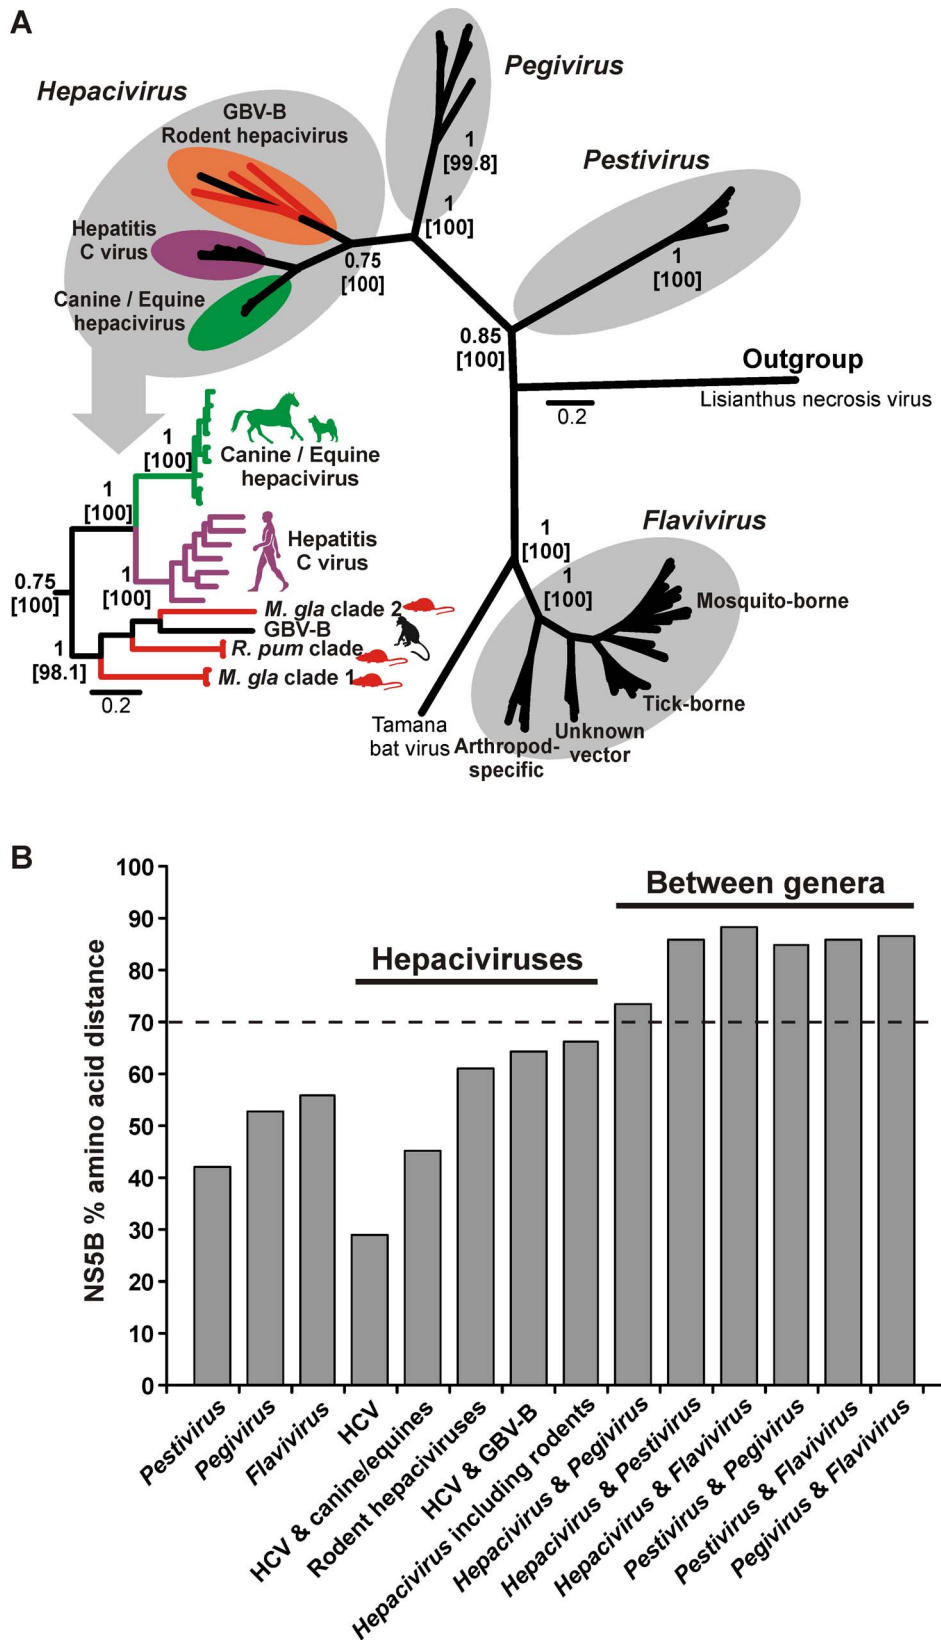 A
Hepacivirus
Pegivirus
GBV-B
Rodent hepacivirus
1
[99.8]
Pestivirus
1
[100]
Hepatitis
C virus
0.75
[100]
1
[100]
Canine / Equine
hepacivirus
0.85
[100]
Outgroup
Lisianthus necrosis virus
0.2
1
[100]
Canine / Equine
hepacivirus
1
[100]
Hepatitis
C virus
1
[100]
0.75
[100]
M. gla clade 2
GBV-B
R. pum clade
M. gla clade 1
1
[98.1]
0.2
Flavivirus
1
[100]
1
[100]
Mosquito-borne
Tick-borne
Unknown
vector
Arthropod-
specific
Tamana
bat virus
B
NS5B % amino acid distance
100
90
80
70
60
50
40
30
20
10
0
Hepaciviruses
Between genera
Pestivirus
Pegivirus
Flavivirus
HCV
HCV & canine/equines
Rodent hepaciviruses
HCV & GBV-B
Hepacivirus including rodents
Hepacivirus & Pegivirus
Hepacivirus & Pestivirus
Hepacivirus & Flavivirus
Pestivirus & Pegivirus
Pestivirus & Flavivirus
Pegivirus & Flavivirus